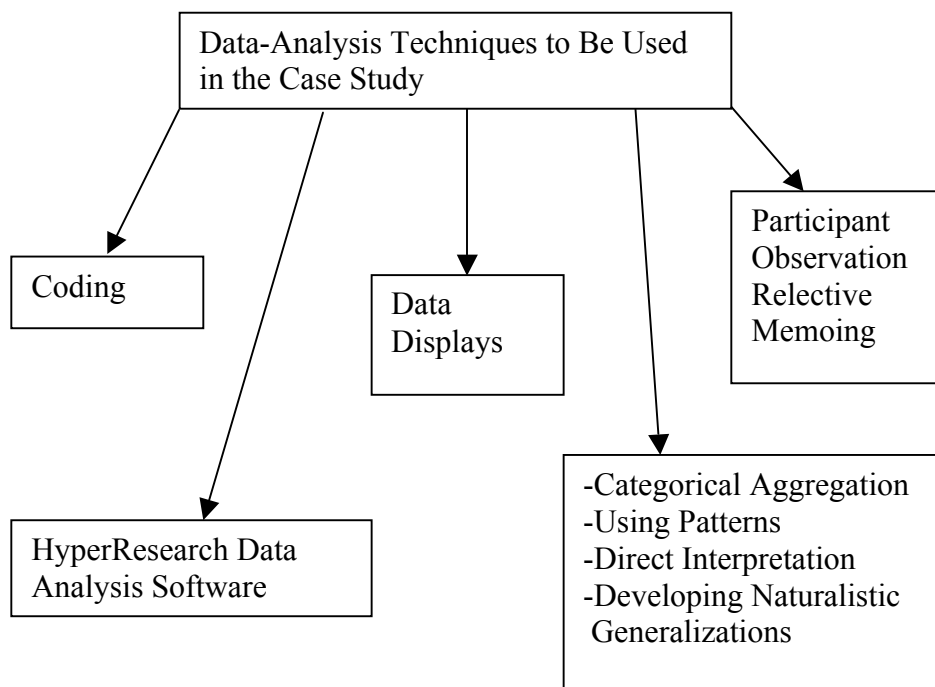 Data-Analysis Techniques to Be Used
in the Case Study
Coding
Data
Displays
Participant
Observation
Relective
Memoing
HyperResearch Data
Analysis Software
-Categorical Aggregation
-Using Patterns
-Direct Interpretation
-Developing Naturalistic
Generalizations